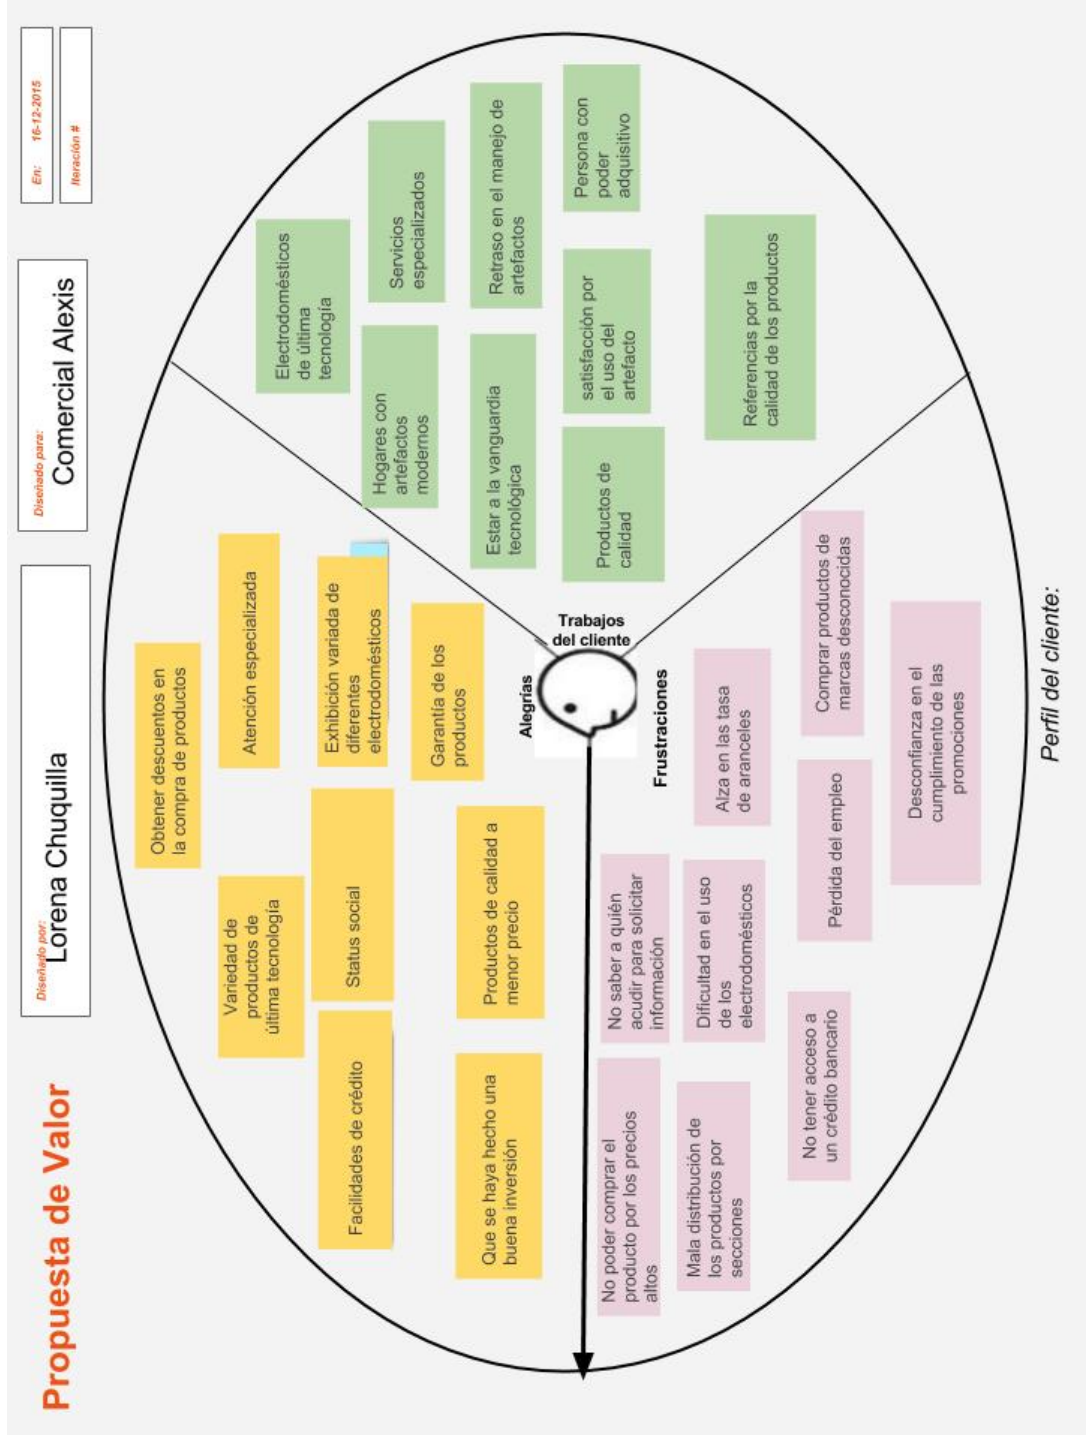 Propuesta de Valor
Diseñado por:
Lorena Chuquilla
Diseñado para:
Comercial Alexis
En: 16-12-2015
Iteración #
Obtener descuentos en
la compra de productos
Variedad de
productos de
última tecnología
Atención especializada
Facilidades de crédito
Status social
Exhibición variada de
diferentes
electrodomésticos
Que se haya hecho una
buena inversión
Productos de calidad a
menor precio
Garantía de los
productos
Alegrías
Electrodomésticos
de última
tecnología
Hogares con
artefactos
modernos
Servicios
especializados
Estar a la vanguardia
tecnológica
Retraso en el manejo de
artefactos
Productos de
calidad
satisfacción por
el uso del
artefacto
Persona con
poder
adquisitivo
Referencias por la
calidad de los productos
Trabajos
del cliente
Frustraciones
No poder comprar el
producto por los precios
altos
No saber a quién
acudir para solicitar
información
Mala distribución de
los productos por
secciones
Dificultad en el uso
de los
electrodomésticos
Alza en las tasa
de aranceles
No tener acceso a
un crédito bancario
Pérdida del empleo
Comprar productos de
marcas desconocidas
Desconfianza en el
cumplimiento de las
promociones
Perfil del cliente: